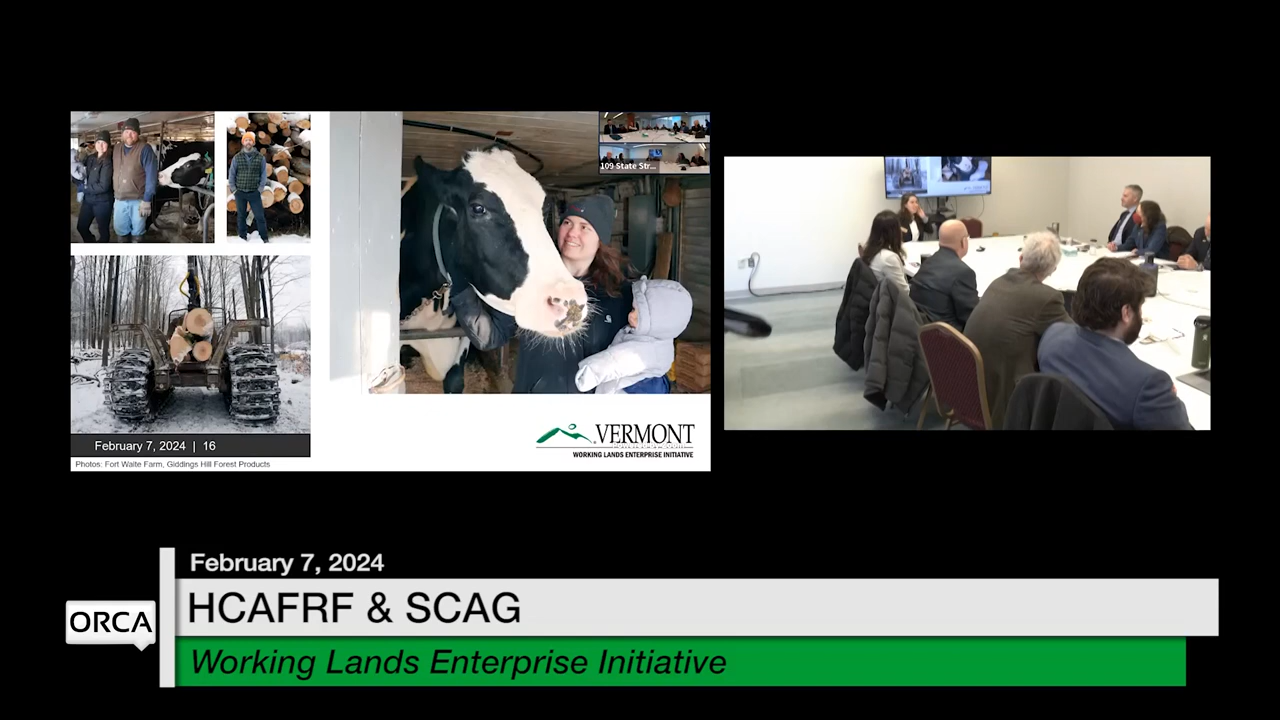 109 State Str...
February 7, 2024 | 16
Photos: Fort Waite Farm, Giddings Hill Forest Products
VERMONT
WORKING LANDS ENTERPRISE INITIATIVE
February 7, 2024
HCAFRF & SCAG
ORCA
Working Lands Enterprise Initiative